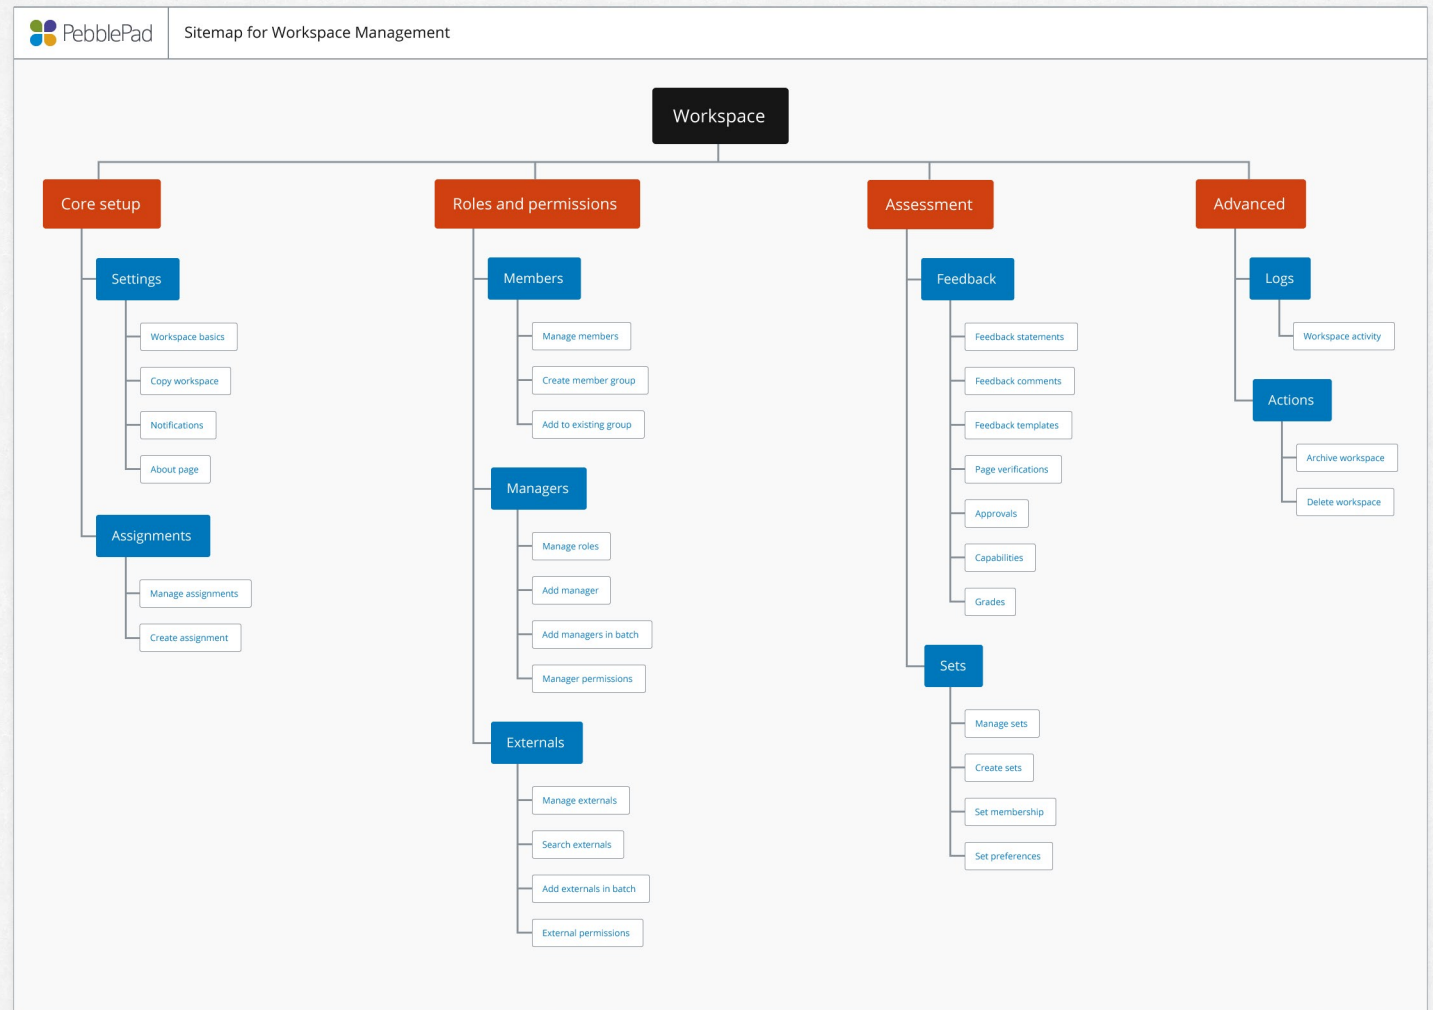 PebblePad
Sitemap for Workspace Management
Workspace
Core setup
Settings
Workspace basics
Copy workspace
Notifications
About page
Assignments
Manage assignments
Create assignment
Roles and permissions
Members
Manage members
Create member group
Add to existing group
Managers
Manage roles
Add manager
Add managers in batch
Manager permissions
Externals
Manage externals
Search externals
Add externals in batch
External permissions
Assessment
Feedback
Feedback statements
Feedback comments
Feedback templates
Page verifications
Approvals
Capabilities
Grades
Sets
Manage sets
Create sets
Set membership
Set preferences
Advanced
Logs
Workspace activity
Actions
Archive workspace
Delete workspace